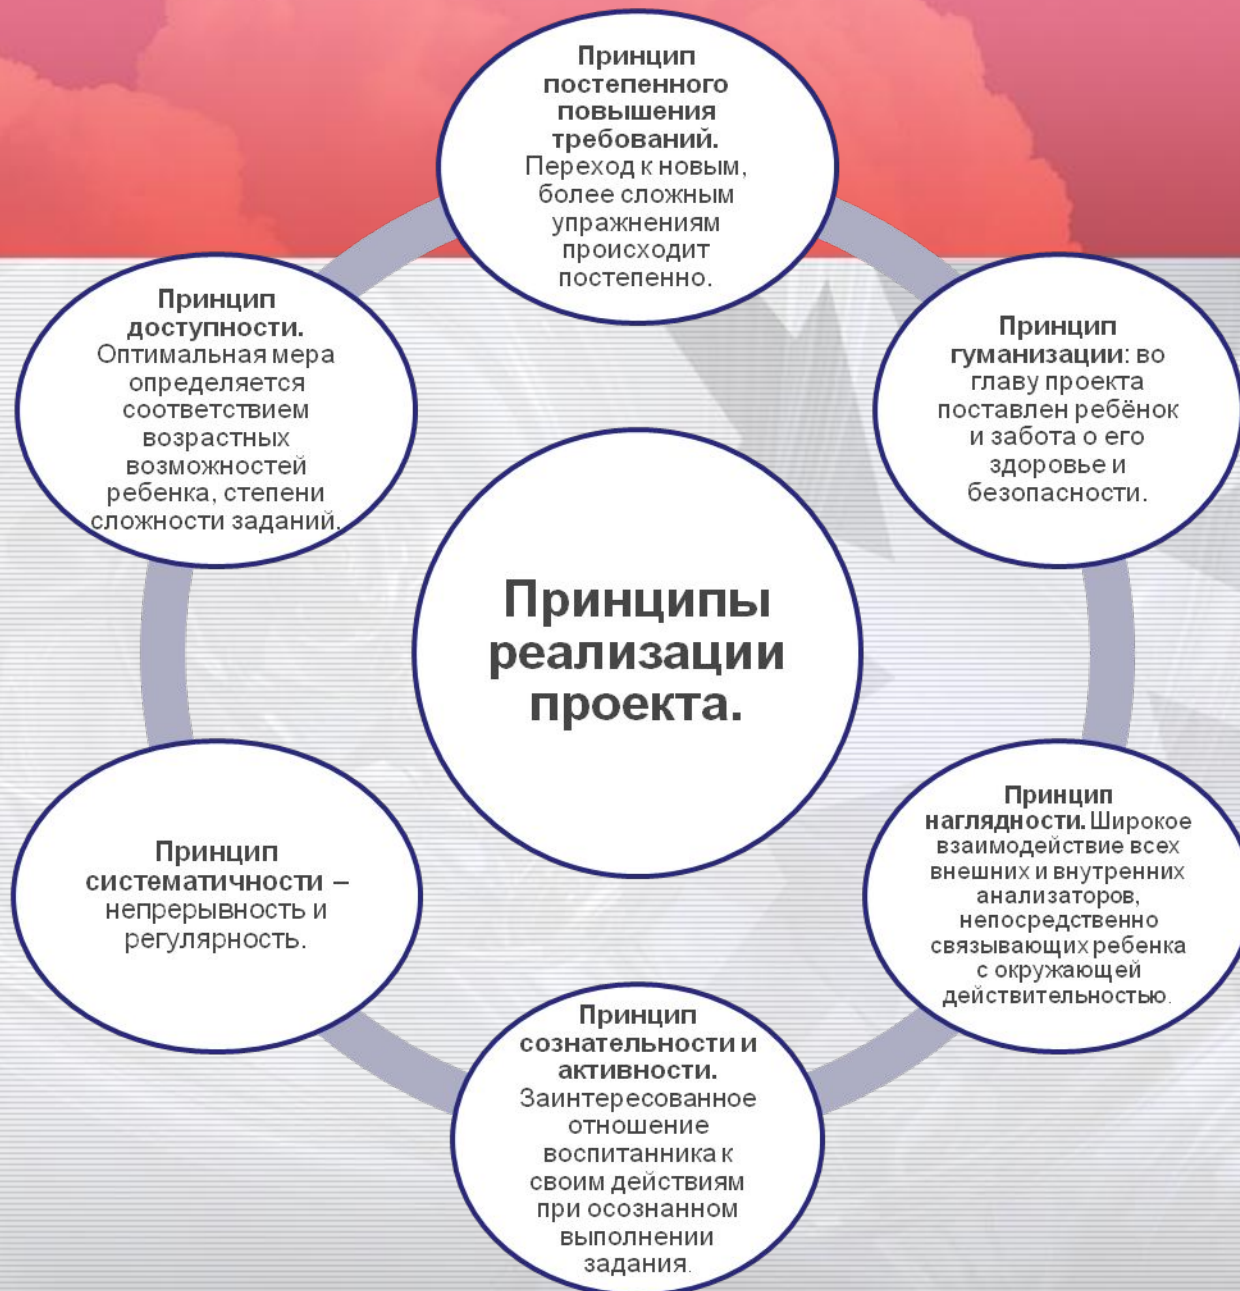 Принцип
постепенного
повышения
требований.
Переход к новым,
более сложным
упражнениям
происходит
постепенно.
Принцип
гуманизации: во
главу проекта
поставлен ребёнок
и забота о его
здоровье и
безопасности.
Принцип
наглядности. Широкое
взаимодействие всех
внешних и внутренних
анализаторов,
непосредственно
связывающих ребенка
с окружающей
действительностью.
Принцип
сознательности и
активности.
Заинтересованное
отношение
воспитанника к
своим действиям
при осознанном
выполнении
задания.
Принцип
систематичности –
непрерывность и
регулярность.
Принцип
доступности.
Оптимальная мера
определяется
соответствием
возрастных
возможностей
ребенка, степени
сложности заданий.
Принципы
реализации
проекта.